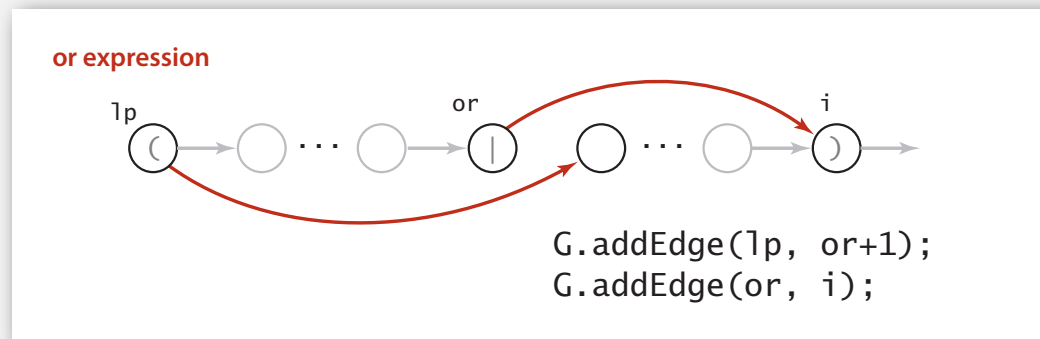 or expression
lp or i
( ... | ... )
G.addEdge(lp, or+1);
G.addEdge(or, i);